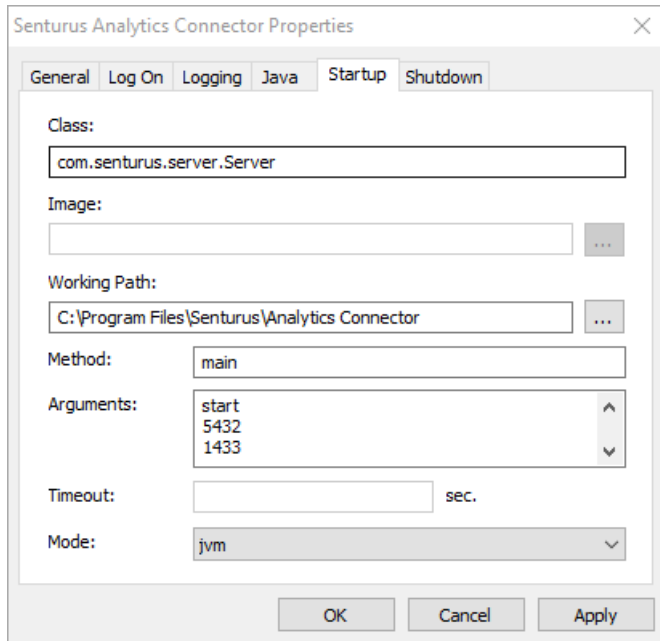 Senturus Analytics Connector Properties
General Log On Logging Java Startup Shutdown
Class:
com.senturus.server.Server
Image:
...
Working Path:
C:\Program Files\Senturus\Analytics Connector
...
Method:
main
Arguments:
start
5432
1433
Timeout:
sec.
Mode:
jvm
OK Cancel Apply